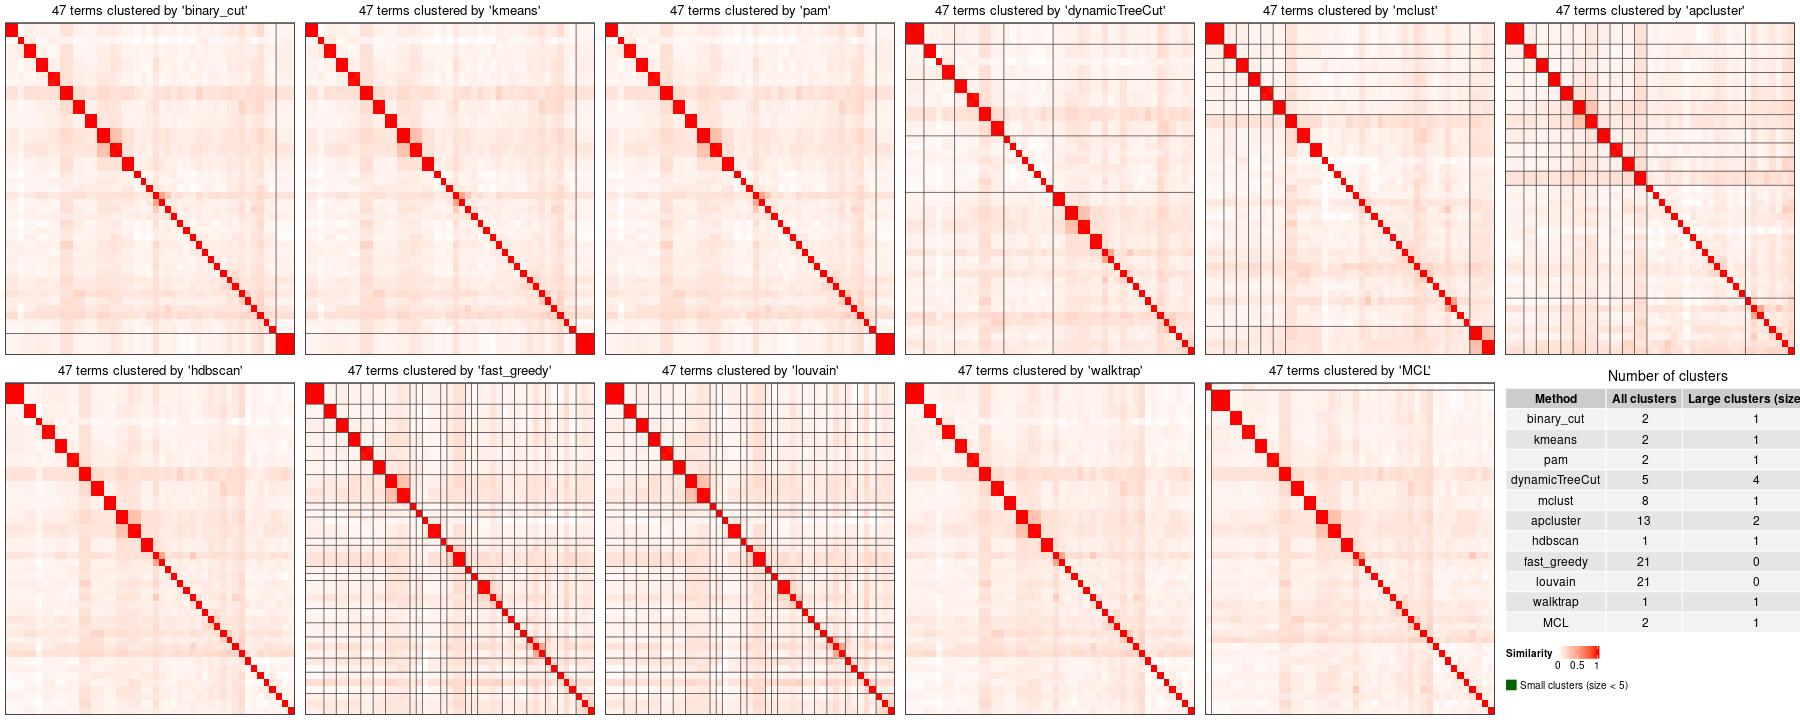 47 terms clustered by 'binary_cut'
47 terms clustered by 'kmeans'
47 terms clustered by 'pam'
47 terms clustered by 'dynamicTreeCut'
47 terms clustered by 'mclust'
47 terms clustered by 'apcluster'
47 terms clustered by 'hdbscan'
47 terms clustered by 'fast_greedy'
47 terms clustered by 'louvain'
47 terms clustered by 'walktrap'
47 terms clustered by 'MCL'
Number of clusters
Method All clusters Large clusters (size
binary_cut 2 1
kmeans 2 1
pam 2 1
dynamicTreeCut 5 4
mclust 8 1
apcluster 13 2
hdbscan 1 1
fast_greedy 21 0
louvain 21 0
walktrap 1 1
MCL 2 1
Similarity
0 0.5 1
Small clusters (size < 5)